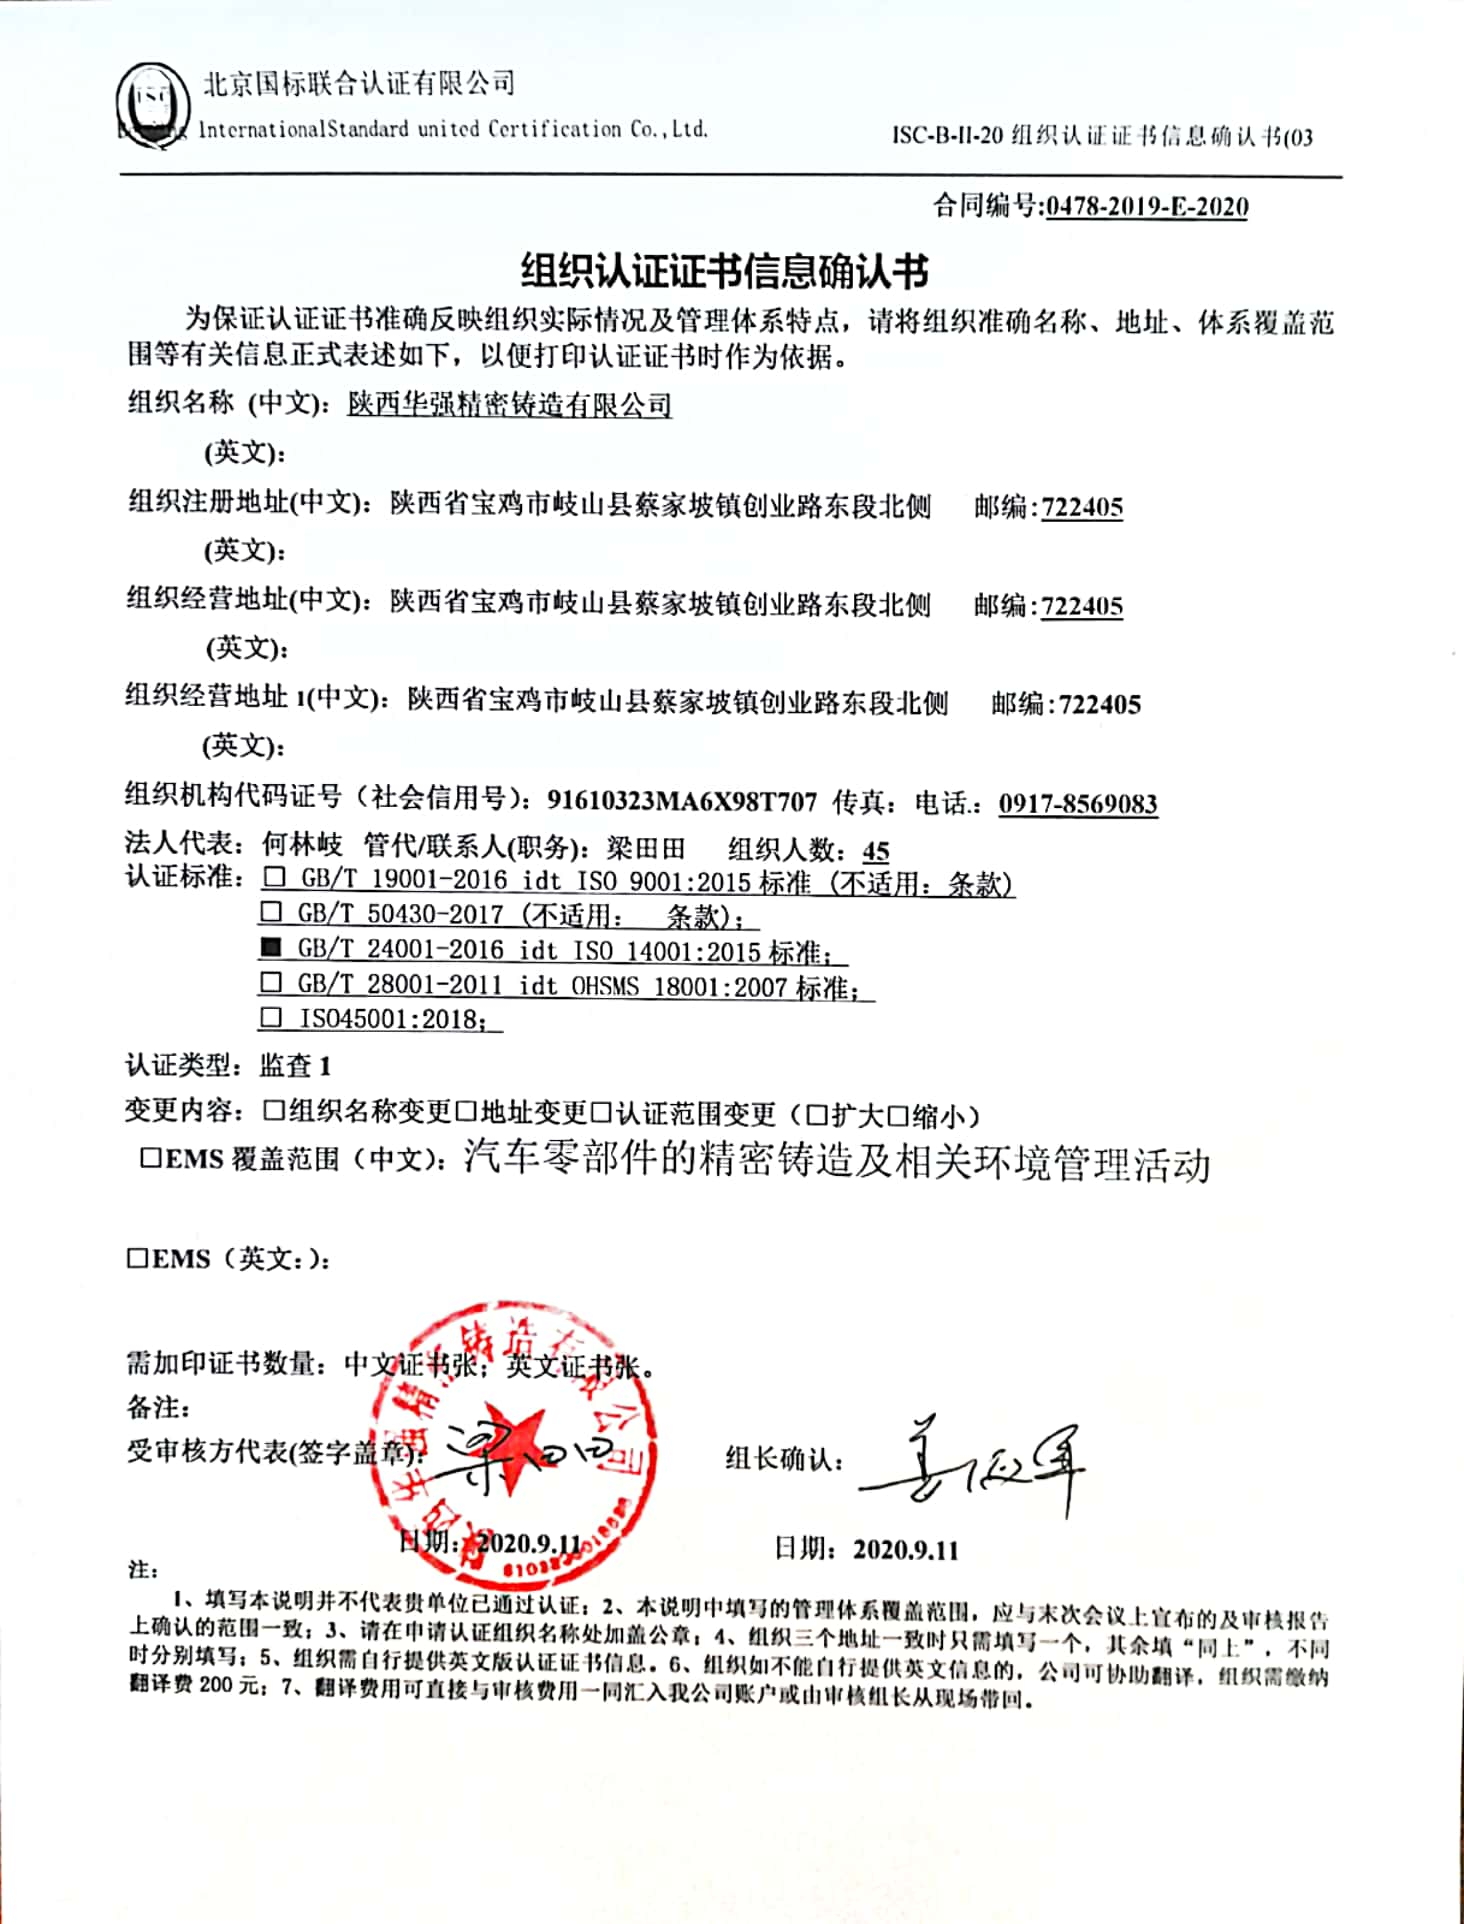 北京国标联合认证有限公司
ISC
Beijing InternationalStandard united Certification Co.,Ltd.
ISC-B-II-20 组织认证证书信息确认书(03
合同编号:0478-2019-E-2020
组织认证证书信息确认书
为保证认证证书准确反映组织实际情况及管理体系特点，请将组织准确名称、地址、体系覆盖范
围等有关信息正式表述如下，以便打印认证证书时作为依据。
组织名称 (中文)：陕西华强精密铸造有限公司
(英文)：
组织注册地址(中文)：陕西省宝鸡市岐山县蔡家坡镇创业路东段北侧 邮编:722405
(英文)：
组织经营地址(中文)：陕西省宝鸡市岐山县蔡家坡镇创业路东段北侧 邮编:722405
(英文)：
组织经营地址 1(中文)：陕西省宝鸡市岐山县蔡家坡镇创业路东段北侧 邮编:722405
(英文)：
组织机构代码证号（社会信用号）：91610323MA6X98T707 传真： 电话.：0917-8569083
法人代表：何林岐 管代/联系人(职务)：梁田田 组织人数：45
认证标准：□ GB/T 19001-2016 idt ISO 9001:2015 标准（不适用： 条款）
□ GB/T 50430-2017（不适用： 条款）；
■ GB/T 24001-2016 idt ISO 14001:2015 标准；
□ GB/T 28001-2011 idt OHSMS 18001:2007 标准；
□ ISO45001:2018；
认证类型：监查 1
变更内容：□组织名称变更□地址变更□认证范围变更（□扩大□缩小）
□EMS 覆盖范围（中文）：汽车零部件的精密铸造及相关环境管理活动
□EMS（英文:）：
需加印证书数量：中文证书张；英文证书张。
备注：
受审核方代表(签字盖章)：梁田田 组长确认：
陕西华强精密铸造有限公司
日期：2020.9.11 日期：2020.9.11
注：
1、填写本说明并不代表贵单位已通过认证；2、本说明中填写的管理体系覆盖范围，应与末次会议上宣布的及审核报告
上确认的范围一致；3、请在申请认证组织名称处加盖公章；4、组织三个地址一致时只需填写一个，其余填“同上”，不同
时分别填写；5、组织需自行提供英文版认证证书信息。6、组织如不能自行提供英文信息的，公司可协助翻译，组织需缴纳
翻译费 200 元；7、翻译费用可直接与审核费用一同汇入我公司账户或由审核组长从现场带回。